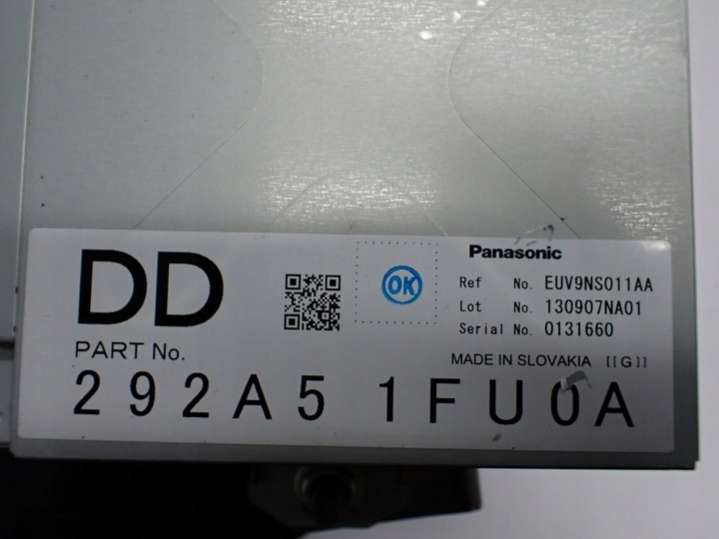 DD
PART No.
OK
Panasonic
Ref No. EUV9NS011AA
Lot No. 130907NA01
Serial No. 0131660
MADE IN SLOVAKIA [[G]]
292A5 1FU0A